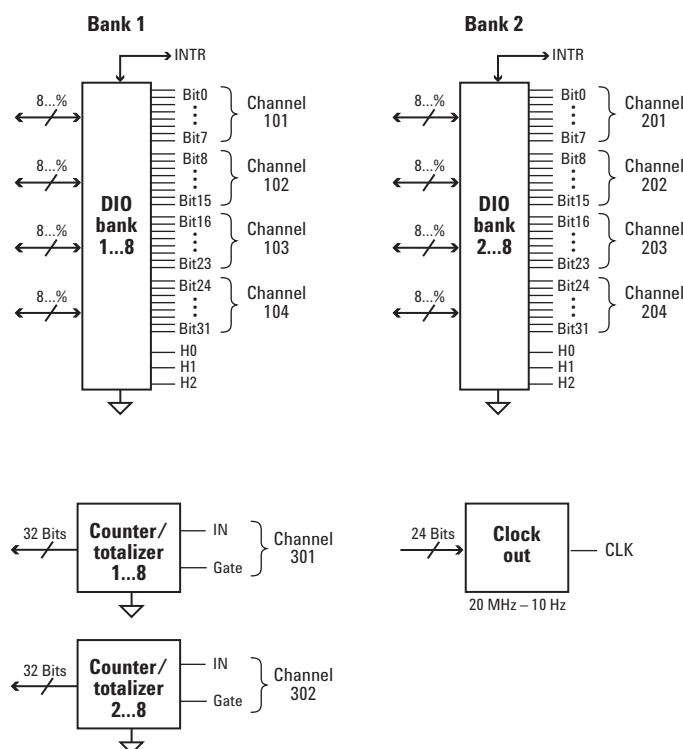 Bank 1
INTR
8...%
8...%
8...%
8...%
DIO
bank
1...8
Bit0
Bit7
Channel
101
Bit8
Bit15
Channel
102
Bit16
Bit23
Channel
103
Bit24
Bit31
Channel
104
H0
H1
H2
Bank 2
INTR
8...%
8...%
8...%
8...%
DIO
bank
2...8
Bit0
Bit7
Channel
201
Bit8
Bit15
Channel
202
Bit16
Bit23
Channel
203
Bit24
Bit31
Channel
204
H0
H1
H2
32 Bits
Counter/
totalizer
1...8
IN
Gate
Channel
301
24 Bits
Clock
out
CLK
20 MHz – 10 Hz
32 Bits
Counter/
totalizer
2...8
IN
Gate
Channel
302